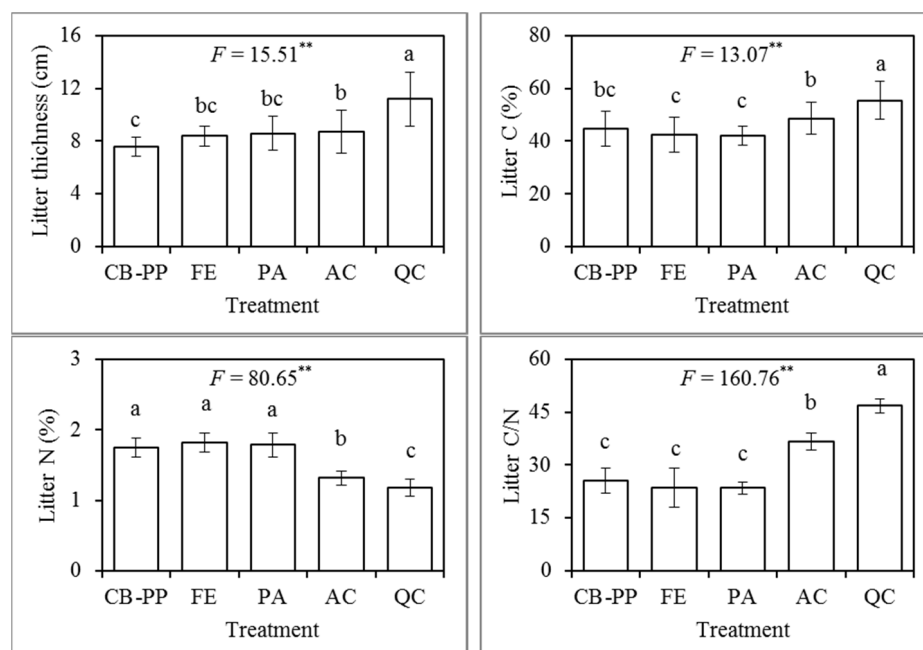 16
12
8
4
0
Litter thichness (cm)
F = 15.51**
c
bc
bc
b
a
CB-PP FE PA AC QC
Treatment
80
60
40
20
0
Litter C (%)
F = 13.07**
bc
c
c
b
a
CB-PP FE PA AC QC
Treatment
3
2
1
0
Litter N (%)
F = 80.65**
a
a
a
b
c
CB-PP FE PA AC QC
Treatment
60
45
30
15
0
Litter C/N
F = 160.76**
c
c
c
b
a
CB-PP FE PA AC QC
Treatment